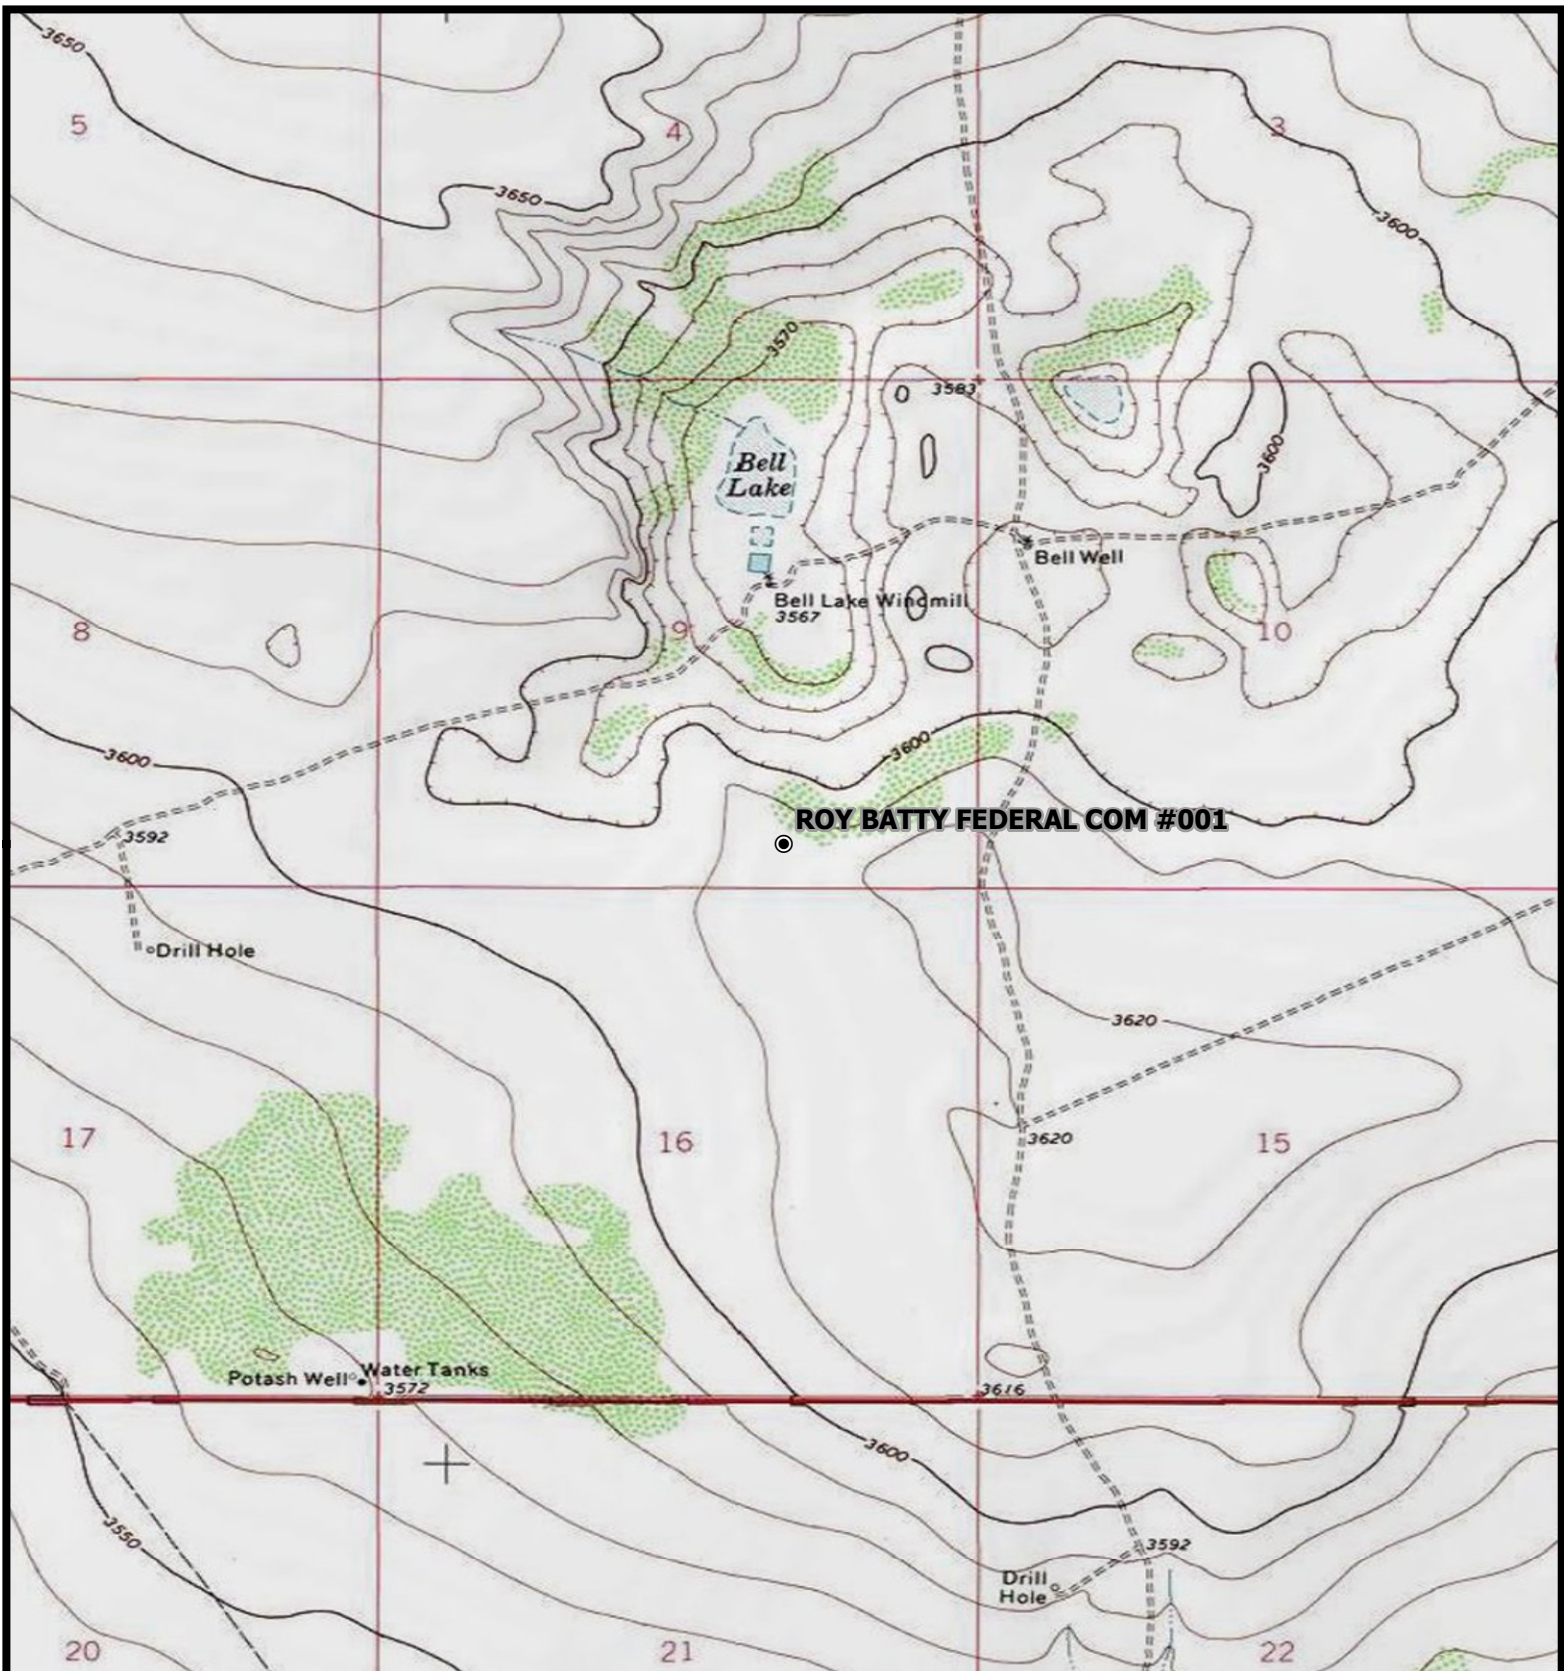 3650
5
4
3
3650
3600
3570
3583
Bell
Lake
3600
Bell Well
Bell Lake Windmill
3567
8
9
10
3600
3600
ROY BATTY FEDERAL COM #001
3592
Drill Hole
3620
17
16
3620
15
Potash Well
Water Tanks
3572
3616
3600
3550
3592
Drill
Hole
20
21
22